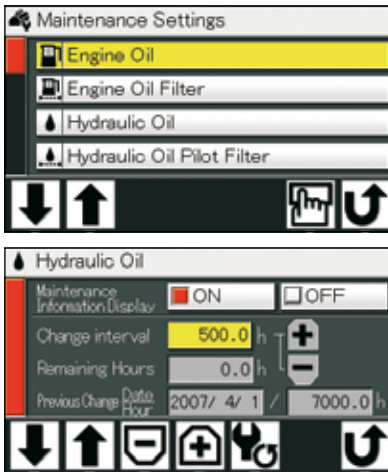 Maintenance Settings
Engine Oil
Engine Oil Filter
Hydraulic Oil
Hydraulic Oil Pilot Filter
Hydraulic Oil
Maintenance
Information Display
ON
OFF
Change interval 500.0 h
Remaining Hours 0.0 h
Previous Change Date Hour 2007/ 4/ 1 / 7000.0 h